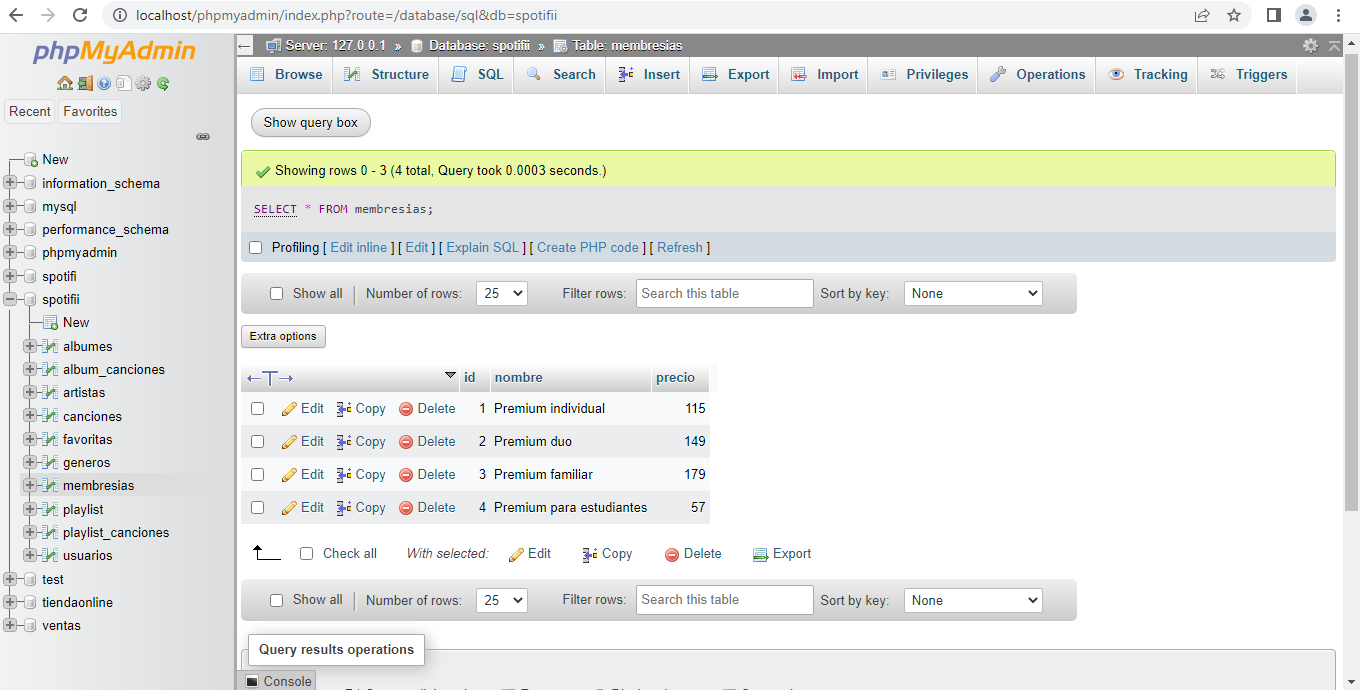 localhost/phpmyadmin/index.php?route=/database/sql&db=spotifii
phpMyAdmin
Recent Favorites
New
information_schema
mysql
performance_schema
phpmyadmin
spotifi
spotifii
New
albumes
album_canciones
artistas
canciones
favoritas
generos
membresias
playlist
playlist_canciones
usuarios
test
tiendaonline
ventas
Server: 127.0.0.1 » Database: spotifii » Table: membresias
Browse Structure SQL Search Insert Export Import Privileges Operations Tracking Triggers
Show query box
Showing rows 0 - 3 (4 total, Query took 0.0003 seconds.)
SELECT * FROM membresias;
Profiling [ Edit inline ] [ Edit ] [ Explain SQL ] [ Create PHP code ] [ Refresh ]
Show all Number of rows: 25 Filter rows: Search this table Sort by key: None
Extra options
id nombre precio
Edit Copy Delete 1 Premium individual 115
Edit Copy Delete 2 Premium duo 149
Edit Copy Delete 3 Premium familiar 179
Edit Copy Delete 4 Premium para estudiantes 57
Check all With selected: Edit Copy Delete Export
Show all Number of rows: 25 Filter rows: Search this table Sort by key: None
Query results operations
Console